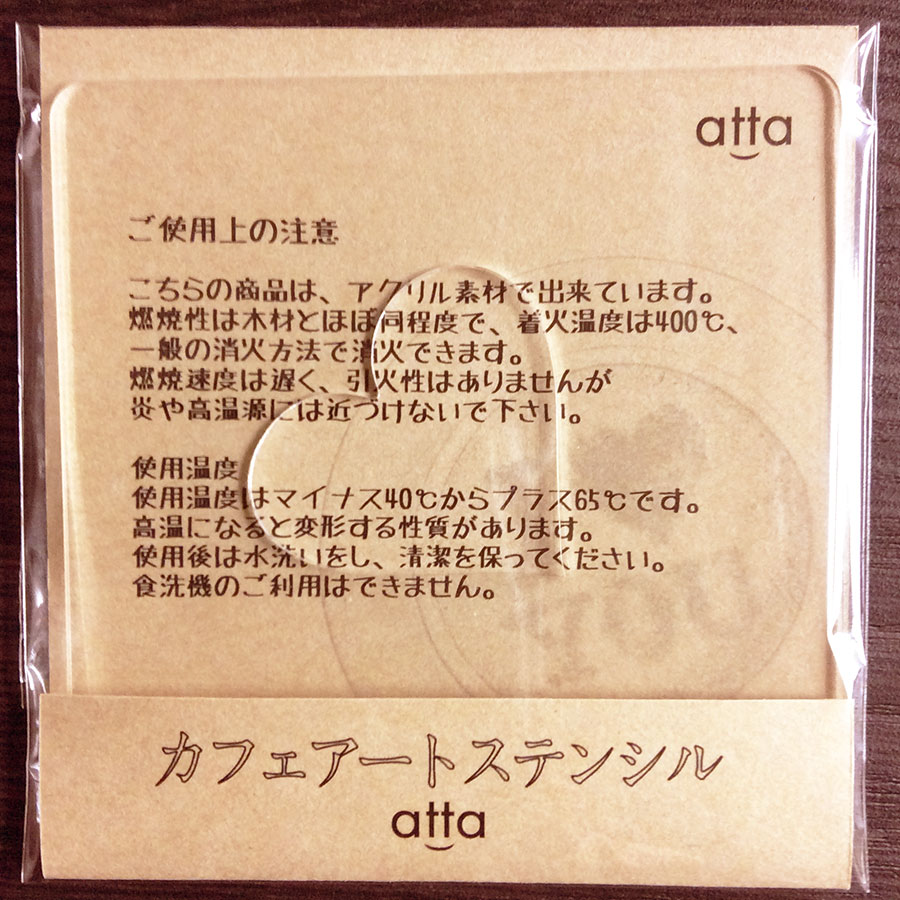 atta
ご使用上の注意
こちらの商品は、アクリル素材で出来ています。
燃焼性は木材とほぼ同程度で、着火温度は400℃、
一般の消火方法で消火できます。
燃焼速度は遅く、引火性はありませんが
炎や高温源には近づけないで下さい。
使用温度
使用温度はマイナス40℃からプラス65℃です。
高温になると変形する性質があります。
使用後は水洗いをし、清潔を保ってください。
食洗機のご利用はできません。
カフェアートステンシル
atta